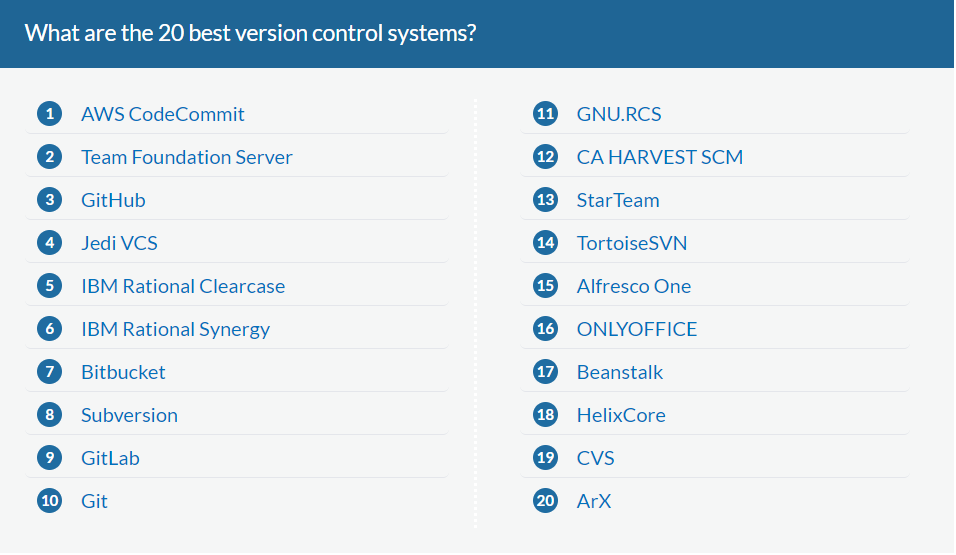 What are the 20 best version control systems?
1 AWS CodeCommit
2 Team Foundation Server
3 GitHub
4 Jedi VCS
5 IBM Rational Clearcase
6 IBM Rational Synergy
7 Bitbucket
8 Subversion
9 GitLab
10 Git
11 GNU.RCS
12 CA HARVEST SCM
13 StarTeam
14 TortoiseSVN
15 Alfresco One
16 ONLYOFFICE
17 Beanstalk
18 HelixCore
19 CVS
20 ArX